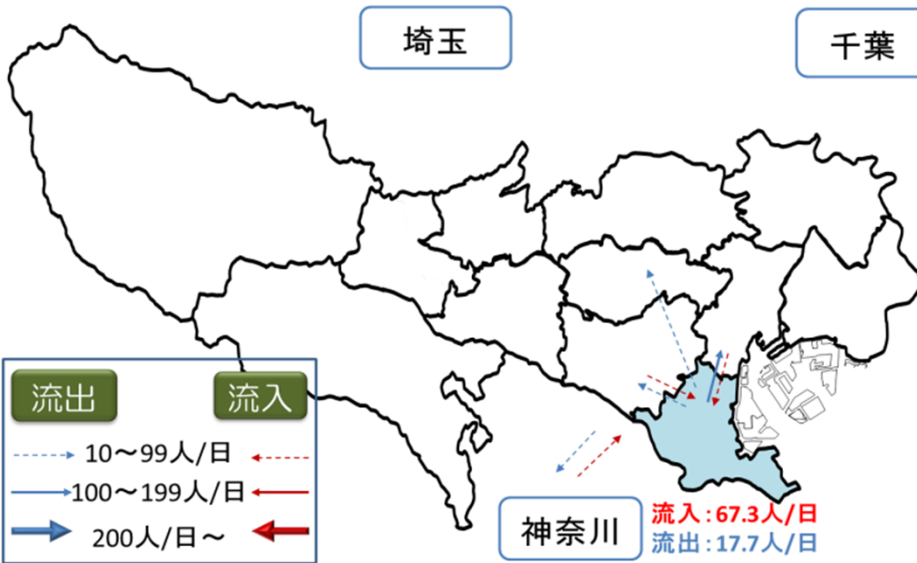 埼玉
千葉
流出
流入
10～99人/日
100～199人/日
200人/日～
神奈川
流入：67.3人/日
流出：17.7人/日